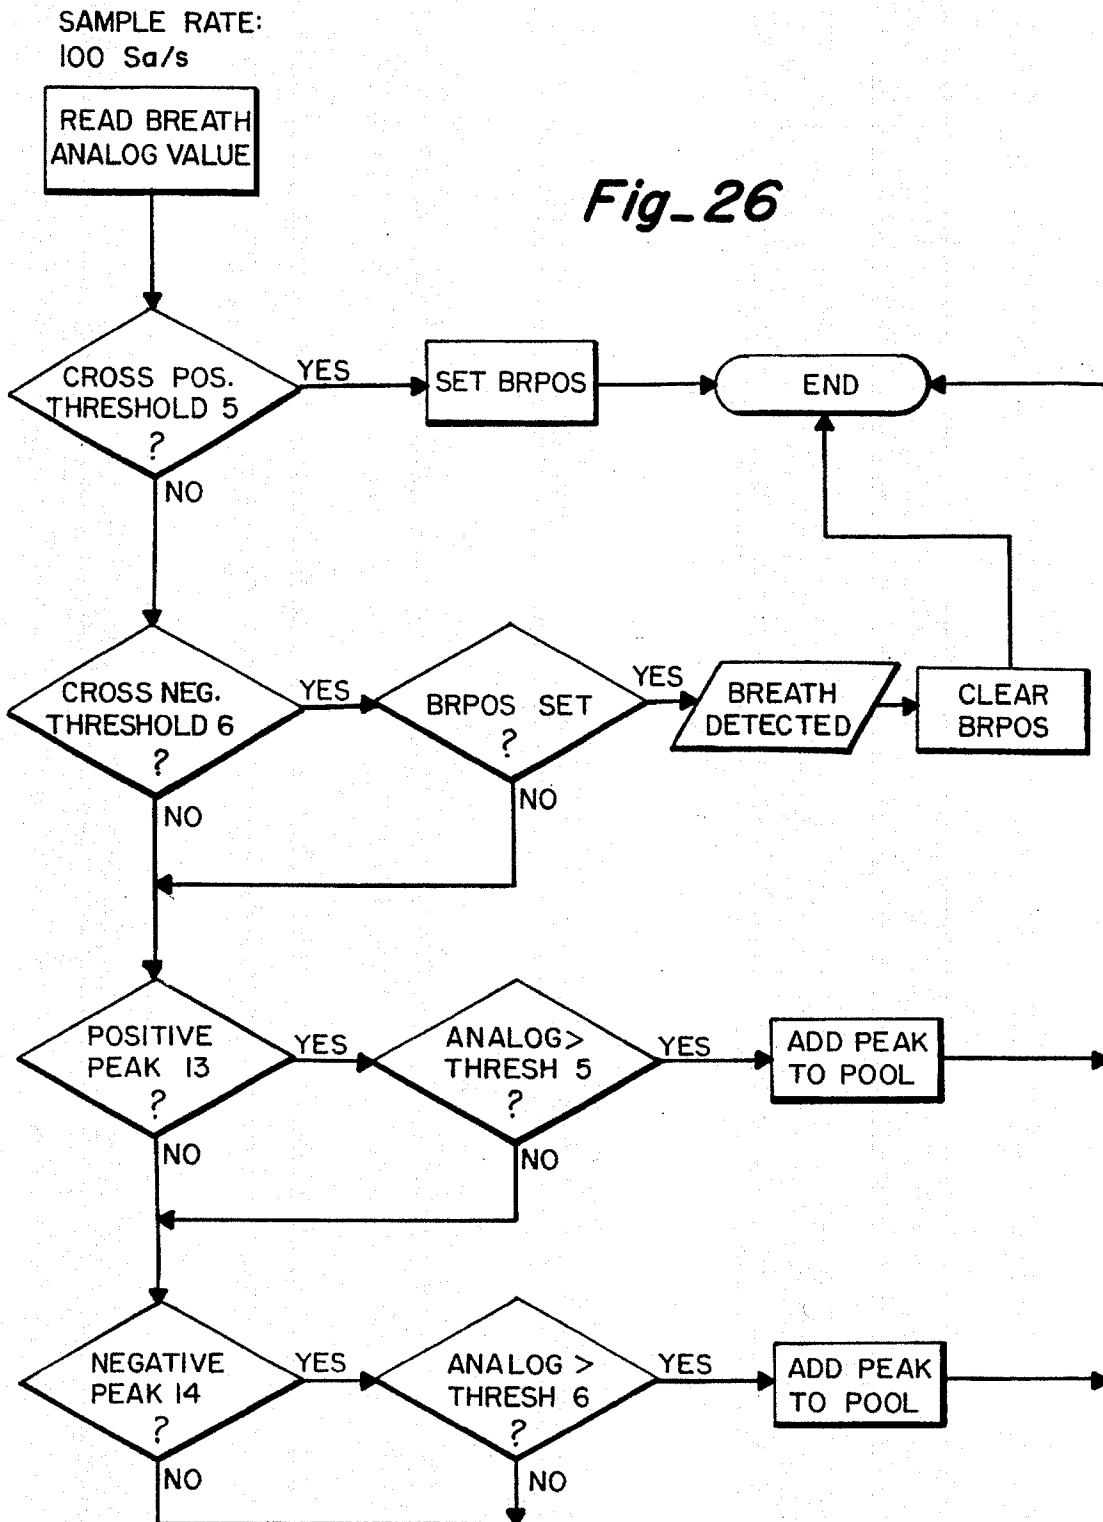 SAMPLE RATE:
100 Sa/s
READ BREATH
ANALOG VALUE
Fig_26
CROSS POS.
THRESHOLD 5
?
YES
SET BRPOS
END
NO
CROSS NEG.
THRESHOLD 6
?
YES
BRPOS SET
?
YES
BREATH
DETECTED
CLEAR
BRPOS
NO
NO
POSITIVE
PEAK 13
?
YES
ANALOG >
THRESH 5
?
YES
ADD PEAK
TO POOL
NO
NO
NEGATIVE
PEAK 14
?
YES
ANALOG >
THRESH 6
?
YES
ADD PEAK
TO POOL
NO
NO